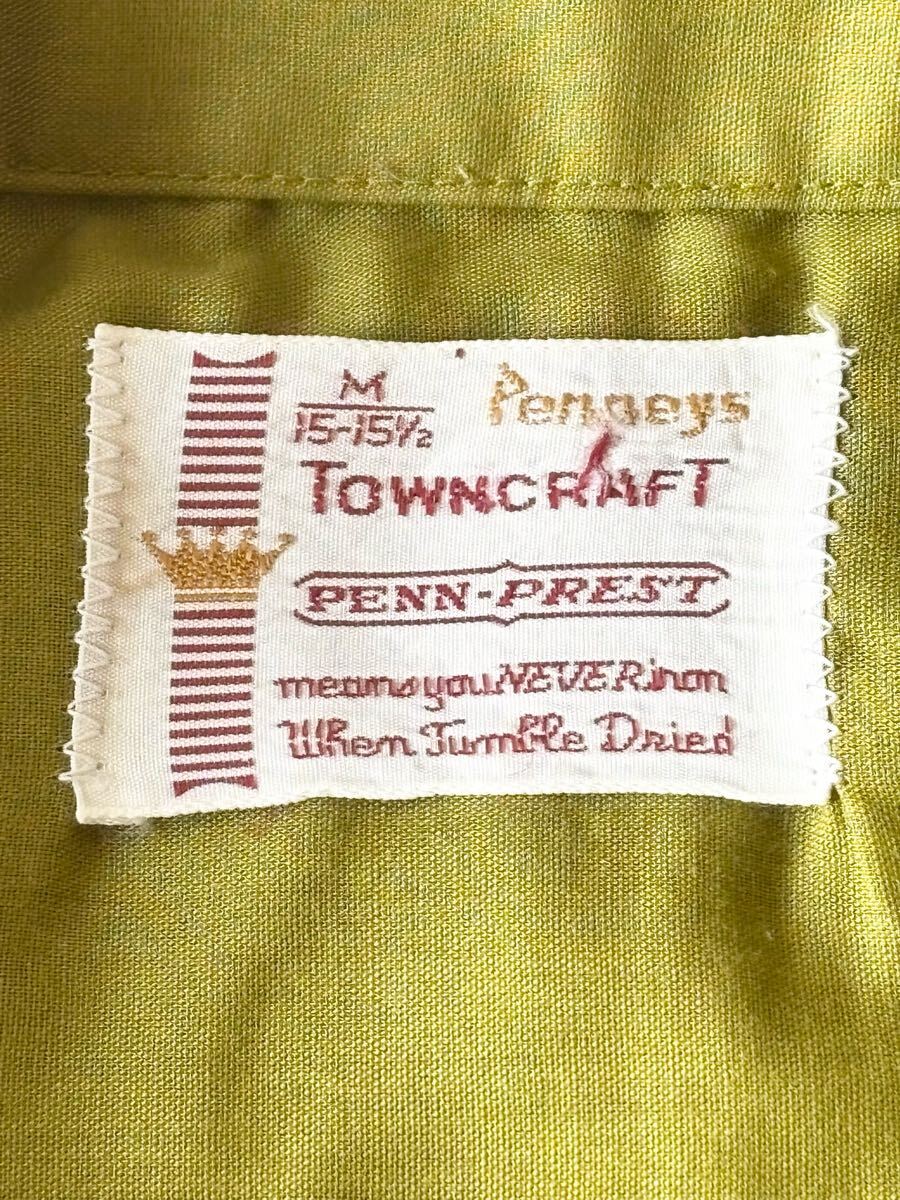 M
15-15½
Penneys
TOWNCRAFT
PENN-PREST
means you NEVER iron
When Tumble Dried